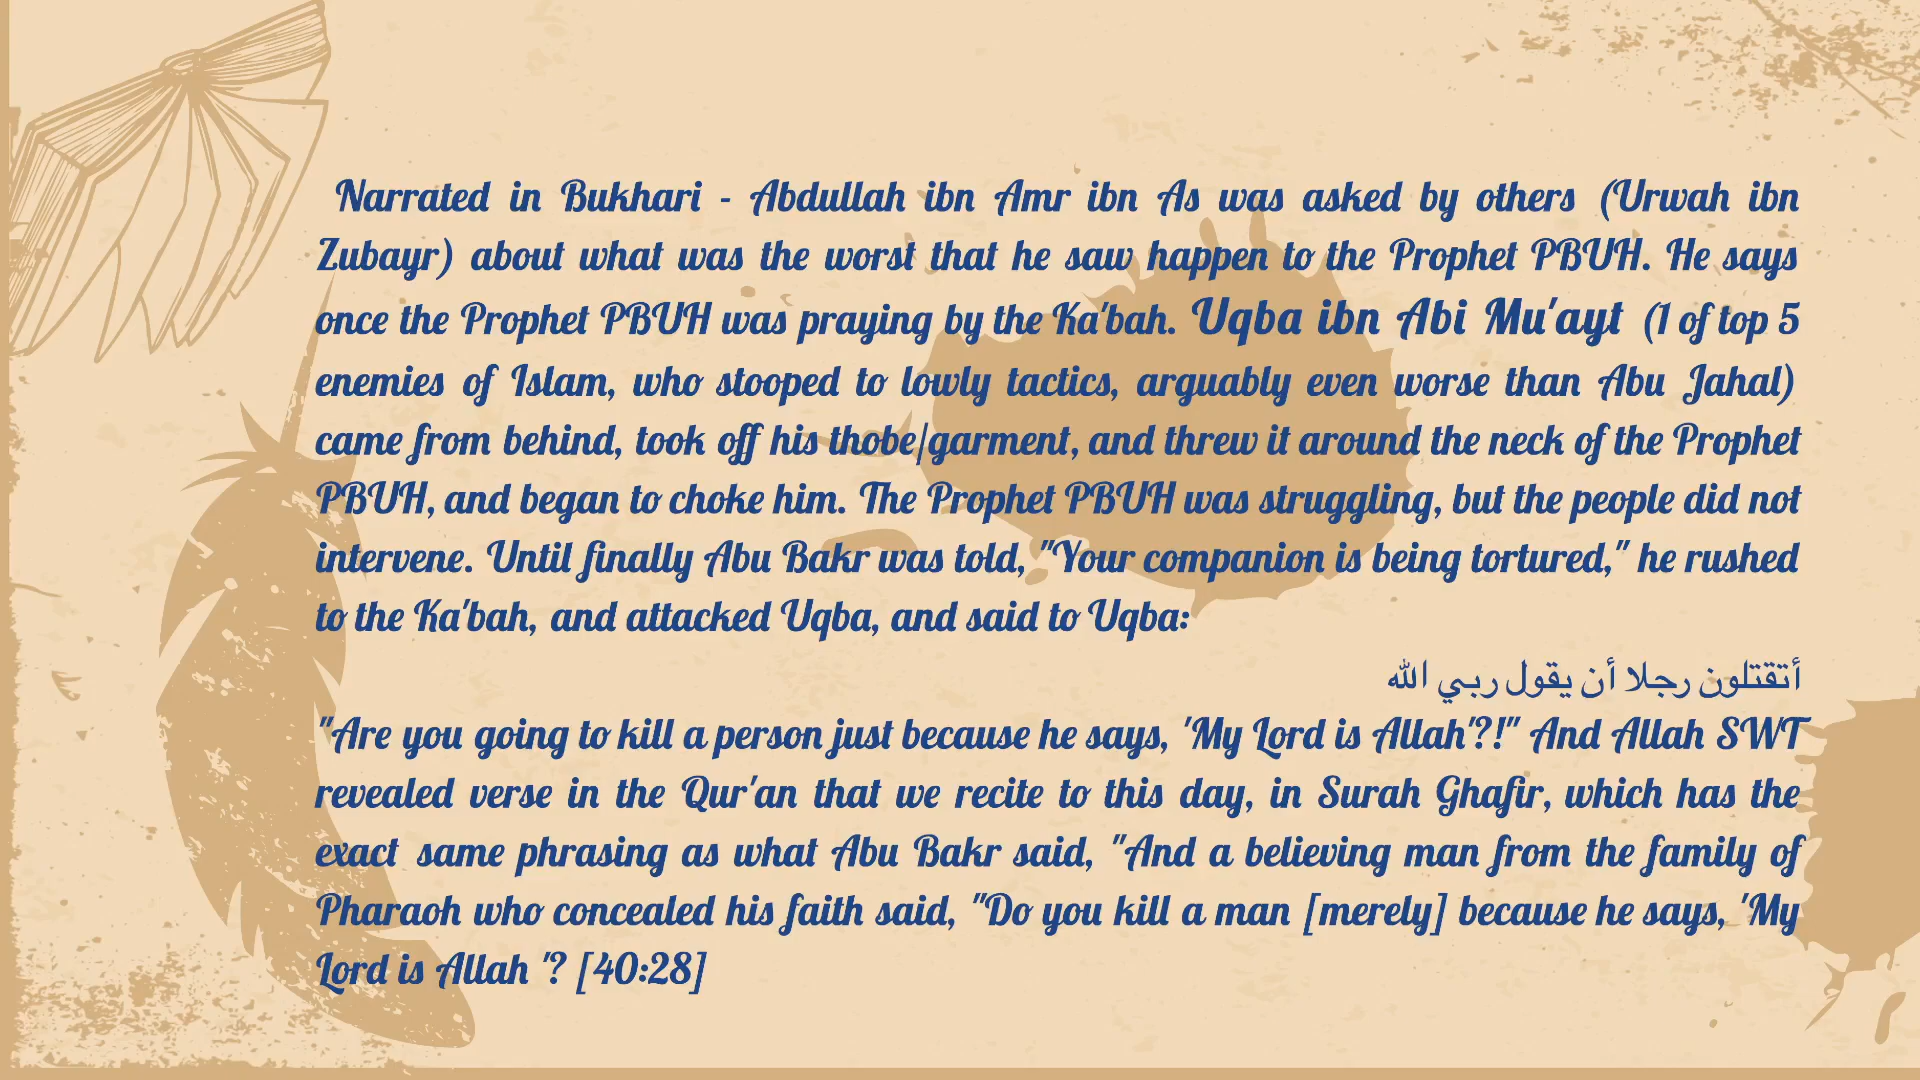 Narrated in Bukhari - Abdullah ibn Amr ibn As was asked by others (Urwah ibn
Zubayr) about what was the worst that he saw happen to the Prophet PBUH. He says
once the Prophet PBUH was praying by the Ka'bah. Uqba ibn Abi Mu'ayt (1 of top 5
enemies of Islam, who stooped to lowly tactics, arguably even worse than Abu Jahal)
came from behind, took off his thobe/garment, and threw it around the neck of the Prophet
PBUH, and began to choke him. The Prophet PBUH was struggling, but the people did not
intervene. Until finally Abu Bakr was told, "Your companion is being tortured," he rushed
to the Ka'bah, and attacked Uqba, and said to Uqba:
أتقتلون رجلا أن يقول ربي الله
"Are you going to kill a person just because he says, 'My Lord is Allah'?!" And Allah SWT
revealed verse in the Qur'an that we recite to this day, in Surah Ghafir, which has the
exact same phrasing as what Abu Bakr said, "And a believing man from the family of
Pharaoh who concealed his faith said, "Do you kill a man [merely] because he says, 'My
Lord is Allah '? [40:28]